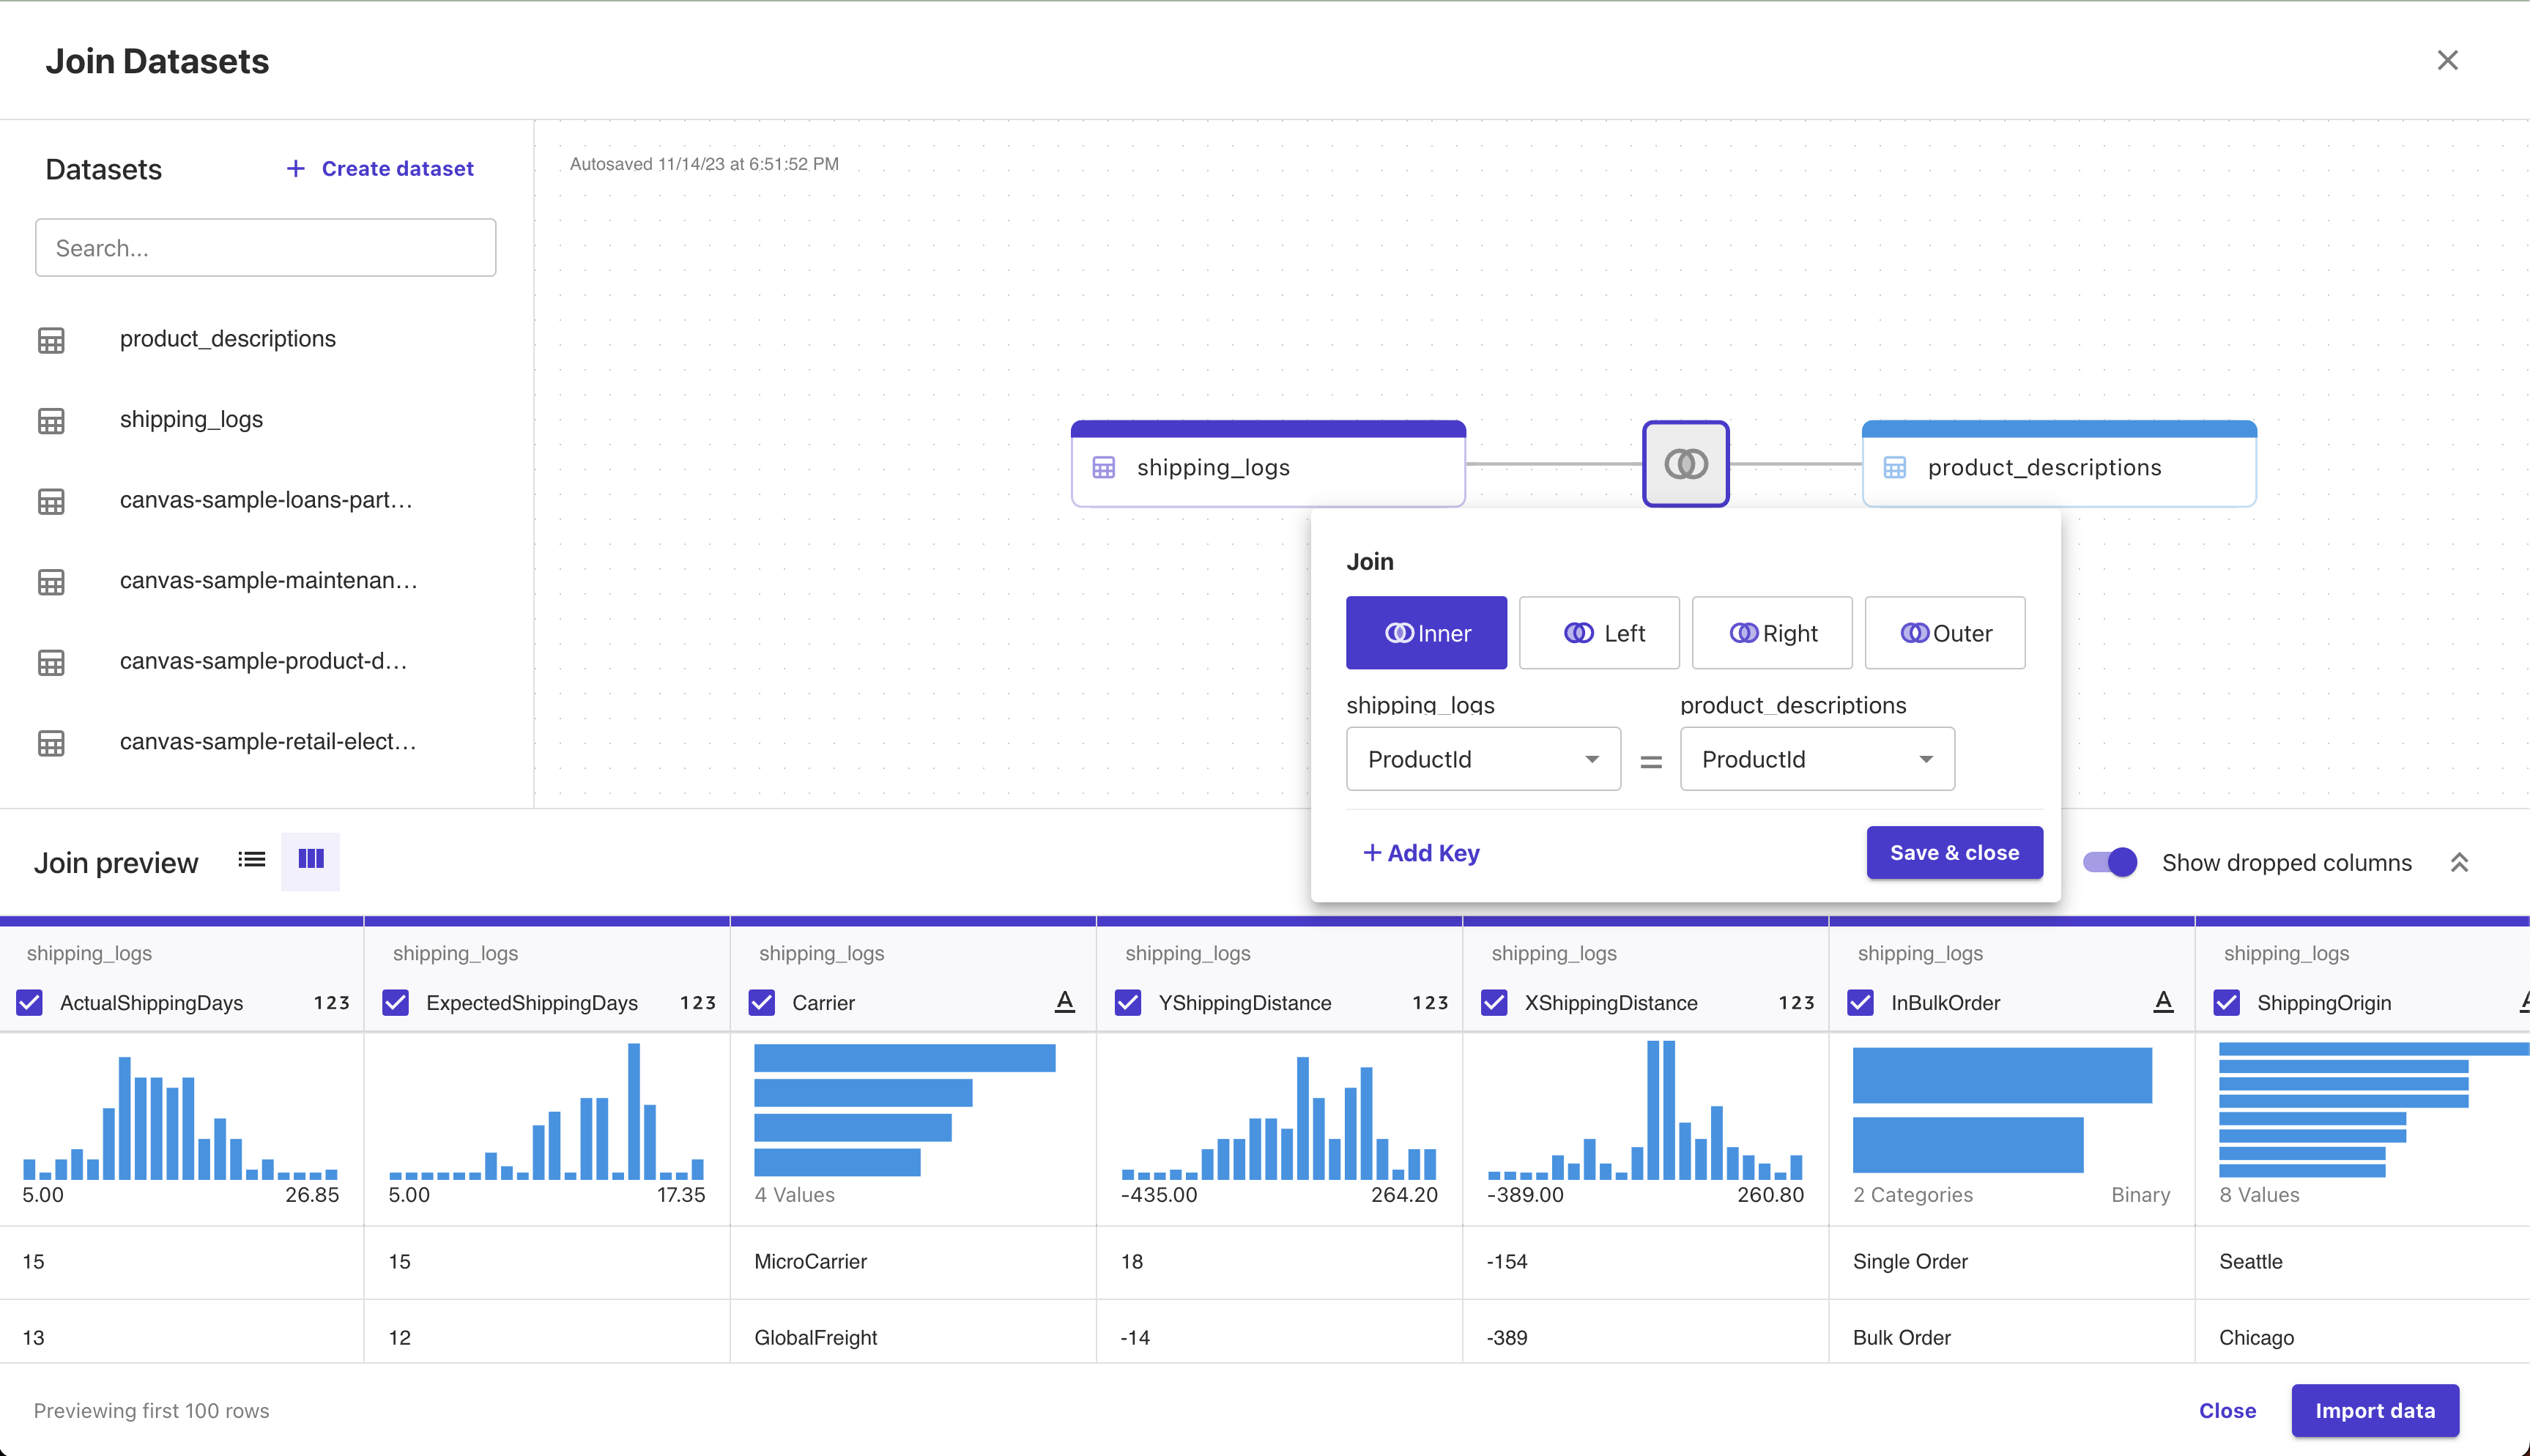 Join Datasets
Datasets
+ Create dataset
Search...
product_descriptions
shipping_logs
canvas-sample-loans-part...
canvas-sample-maintenan...
canvas-sample-product-d...
canvas-sample-retail-elect...
Autosaved 11/14/23 at 6:51:52 PM
shipping_logs
product_descriptions
Join
Inner Left Right Outer
shipping_logs product_descriptions
ProductId = ProductId
+ Add Key
Save & close
Join preview
Show dropped columns
shipping_logs shipping_logs shipping_logs shipping_logs shipping_logs shipping_logs shipping_logs
ActualShippingDays 123 ExpectedShippingDays 123 Carrier A YShippingDistance 123 XShippingDistance 123 InBulkOrder A ShippingOrigin A
5.00 26.85 5.00 17.35 4 Values -435.00 264.20 -389.00 260.80 2 Categories Binary 8 Values
15 15 MicroCarrier 18 -154 Single Order Seattle
13 12 GlobalFreight -14 -389 Bulk Order Chicago
Previewing first 100 rows
Close
Import data